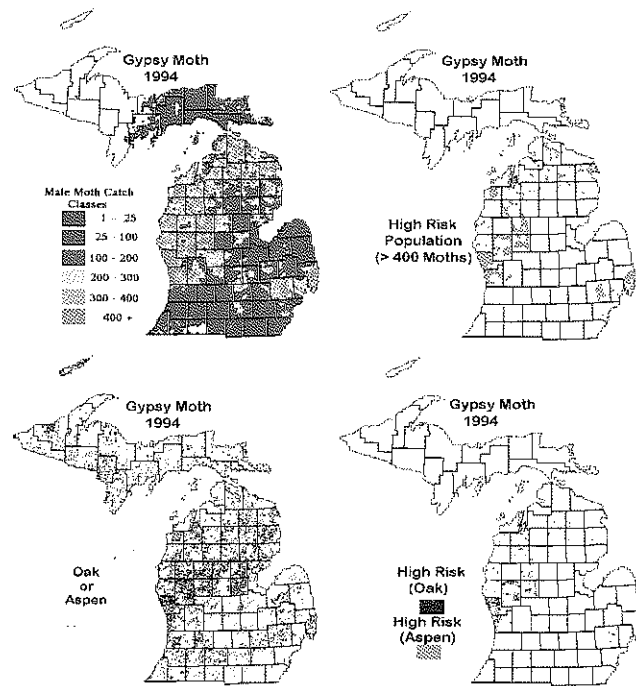 Gypsy Moth
1994
Male Moth Catch
Classes
1 - 25
25 - 100
100 - 200
200 - 300
300 - 400
400 +
Gypsy Moth
1994
High Risk
Population
(> 400 Moths)
Gypsy Moth
1994
Oak
or
Aspen
Gypsy Moth
1994
High Risk
(Oak)
High Risk
(Aspen)